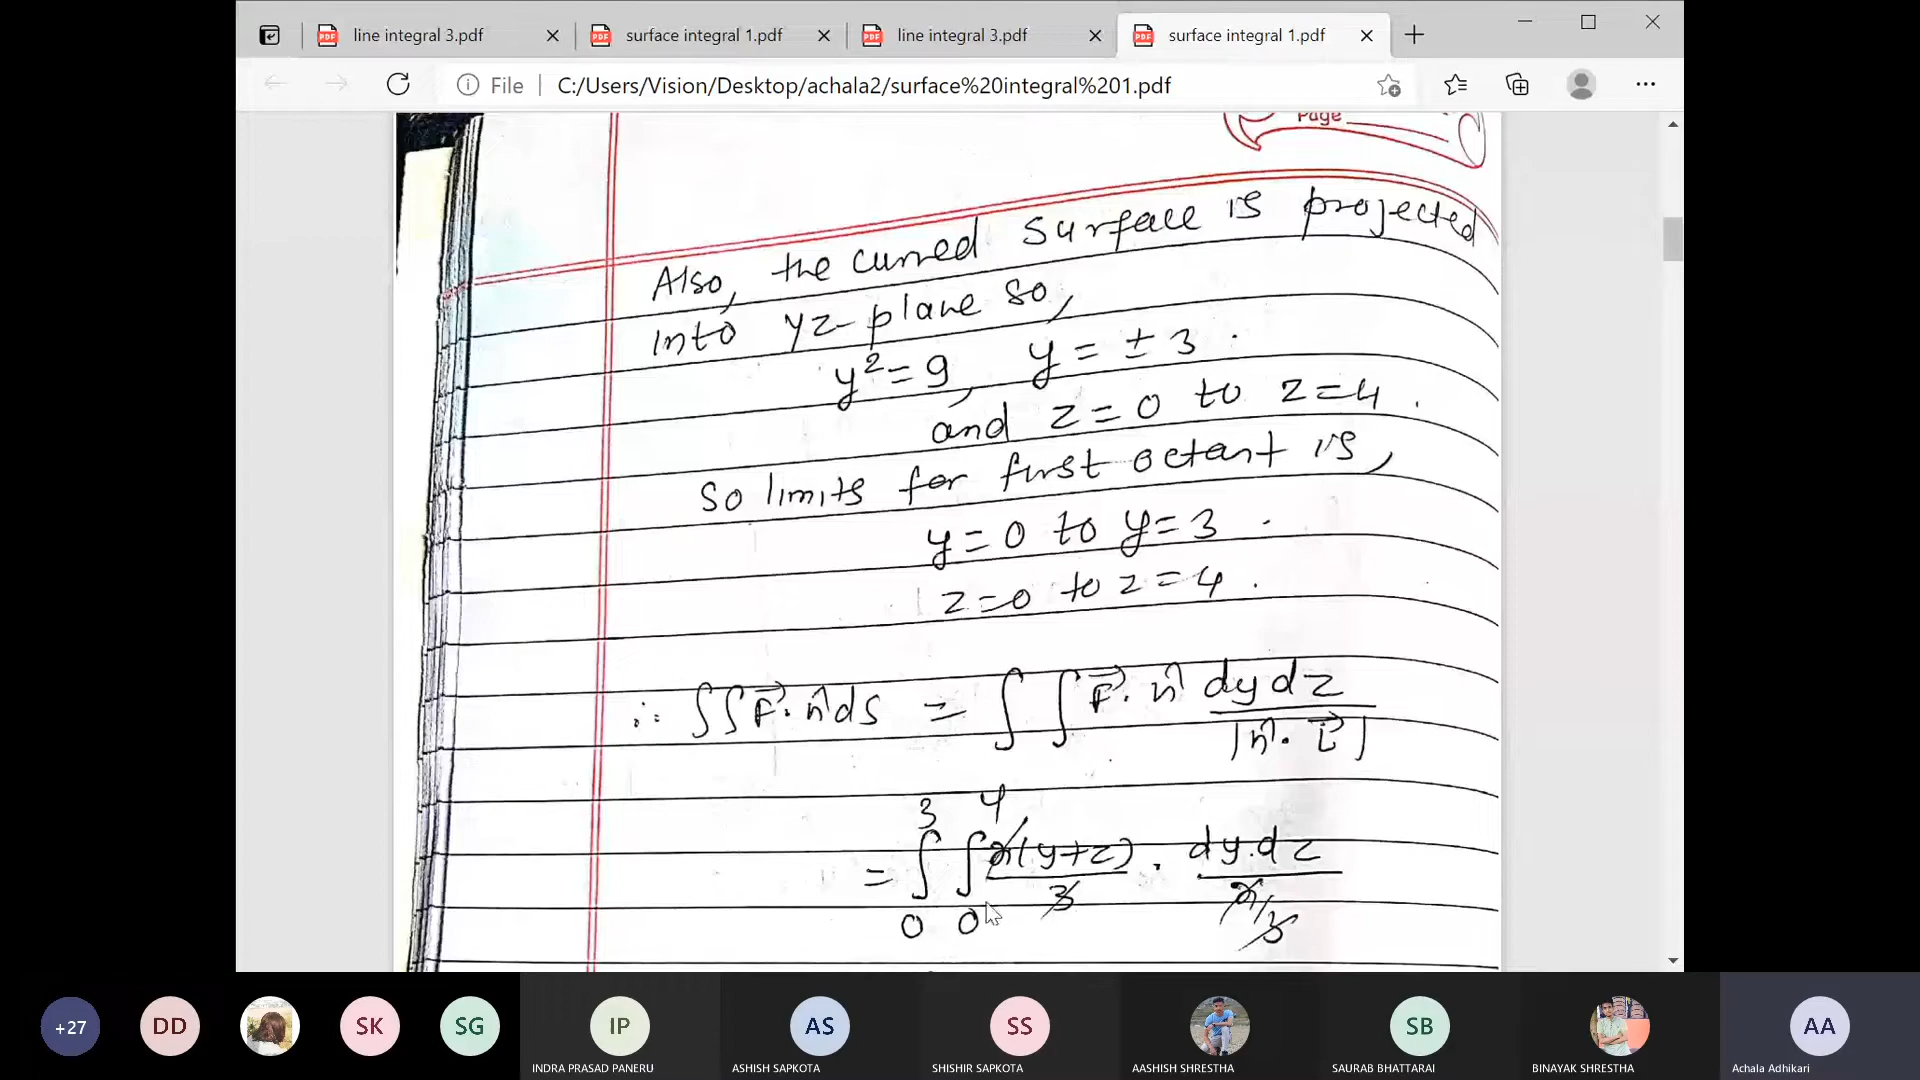 line integral 3.pdf
surface integral 1.pdf
line integral 3.pdf
surface integral 1.pdf
File
C:/Users/Vision/Desktop/achala2/surface%20integral%201.pdf
Page
Also, the curved surface is projected
into yz-plane so,
y²=9, y = ± 3.
and z=0 to z=4.
So limits for first octant is,
y=0 to y=3.
z=0 to z=4.
∴ ∫∫F⃗.n̂ds = ∫∫F⃗.n̂ dydz/|n̂.i⃗|
= ∫₀³ ∫₀⁴ x(y+z)/3 . dy.dz/x/3
+27
DD
SK
SG
IP
INDRA PRASAD PANERU
AS
ASHISH SAPKOTA
SS
SHISHIR SAPKOTA
AASHISH SHRESTHA
SB
SAURAB BHATTARAI
BINAYAK SHRESTHA
AA
Achala Adhikari